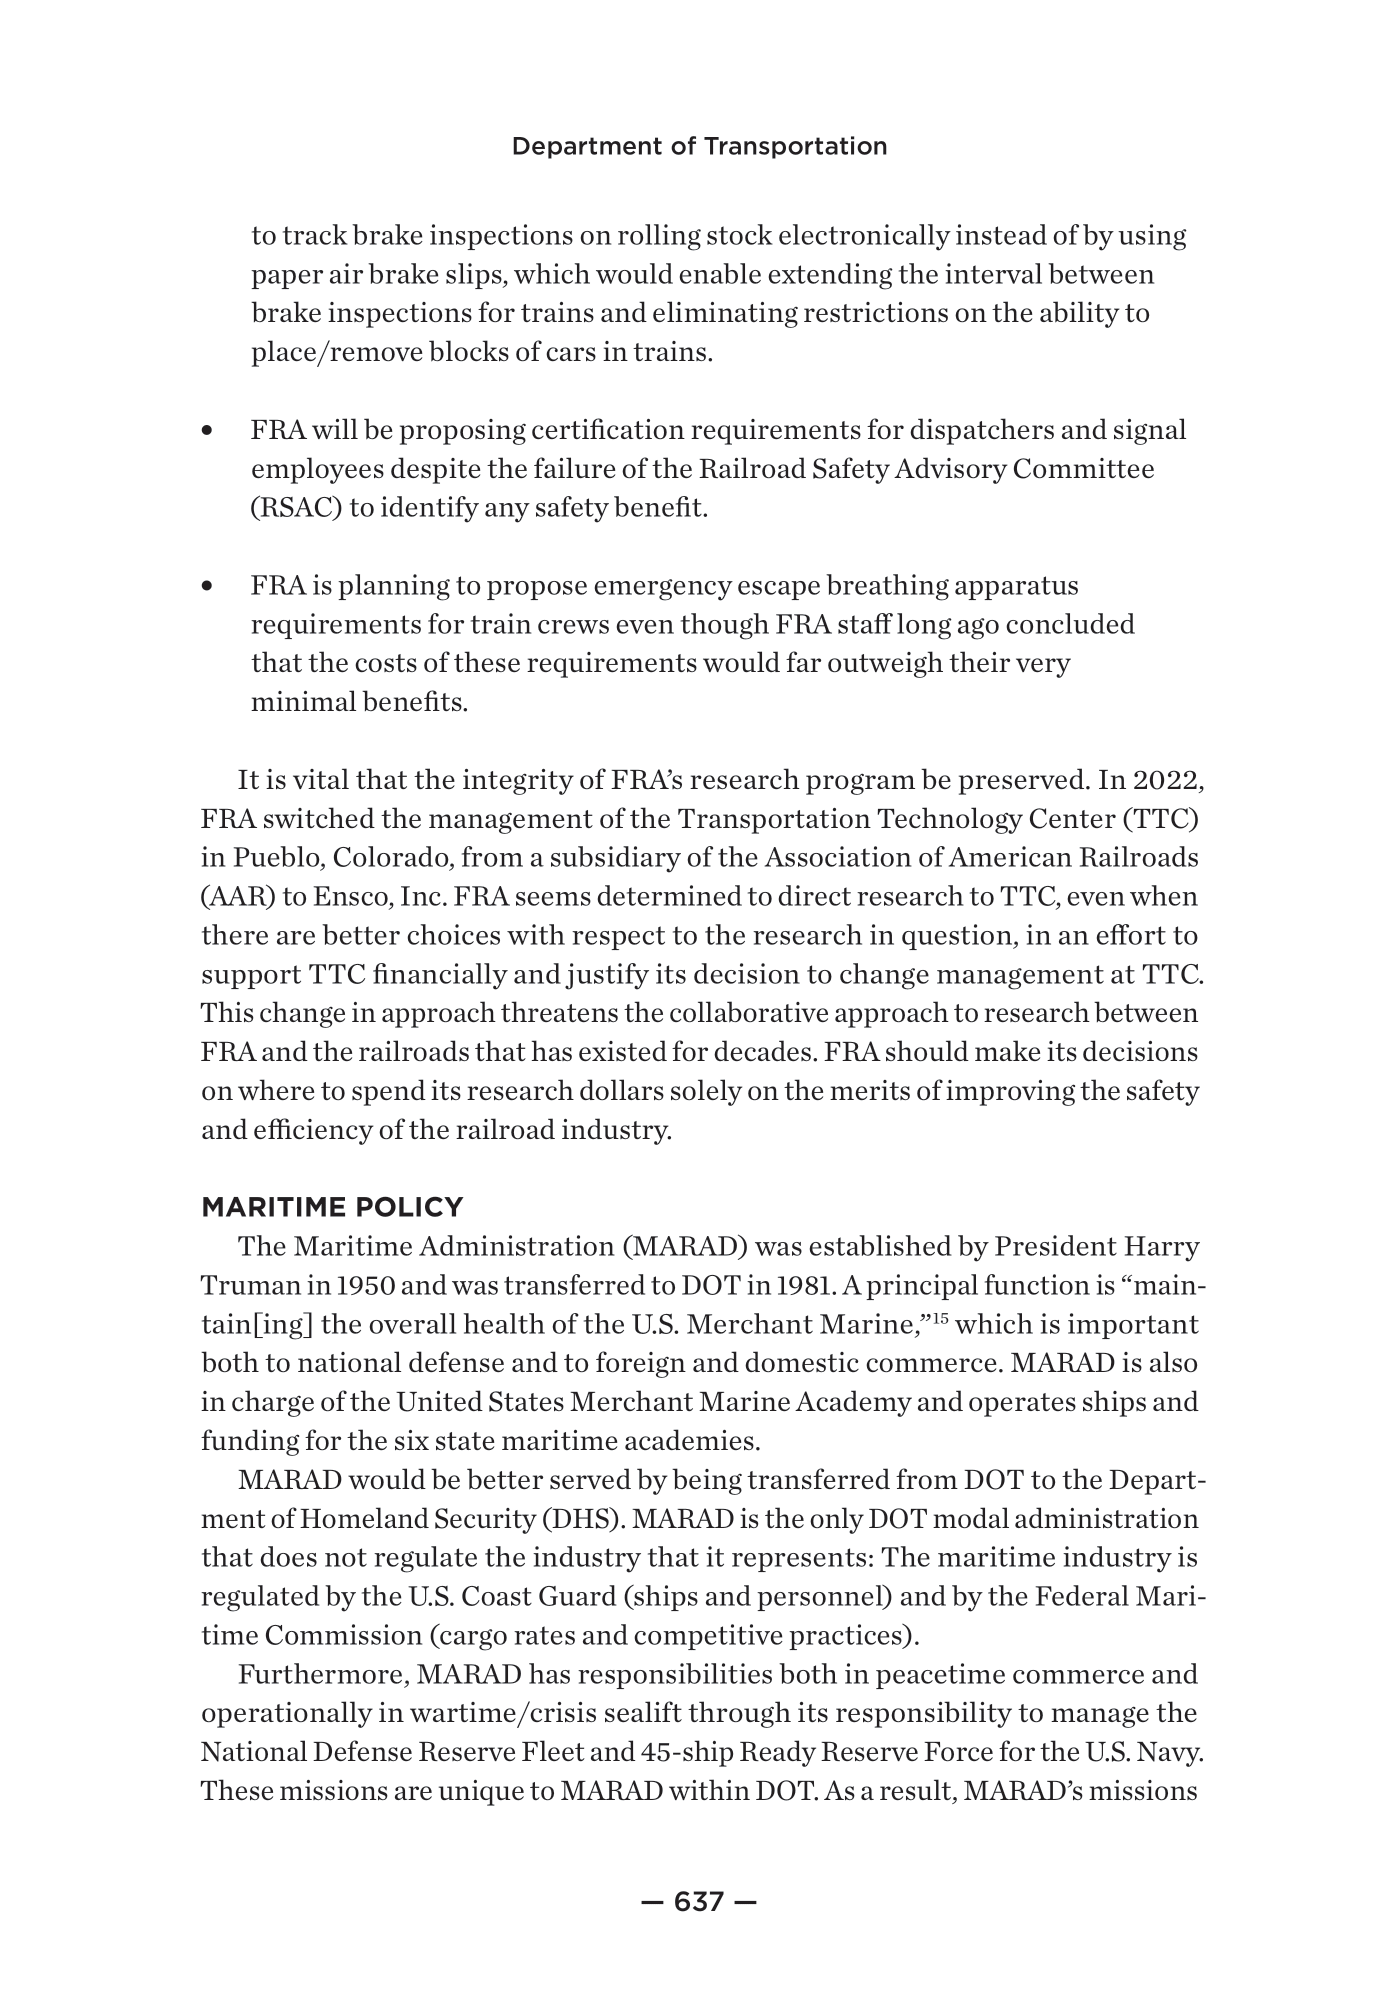 Department of Transportation
to track brake inspections on rolling stock electronically instead of by using
paper air brake slips, which would enable extending the interval between
brake inspections for trains and eliminating restrictions on the ability to
place/remove blocks of cars in trains.
• FRA will be proposing certification requirements for dispatchers and signal
employees despite the failure of the Railroad Safety Advisory Committee
(RSAC) to identify any safety benefit.
• FRA is planning to propose emergency escape breathing apparatus
requirements for train crews even though FRA staff long ago concluded
that the costs of these requirements would far outweigh their very
minimal benefits.
It is vital that the integrity of FRA’s research program be preserved. In 2022,
FRA switched the management of the Transportation Technology Center (TTC)
in Pueblo, Colorado, from a subsidiary of the Association of American Railroads
(AAR) to Ensco, Inc. FRA seems determined to direct research to TTC, even when
there are better choices with respect to the research in question, in an effort to
support TTC financially and justify its decision to change management at TTC.
This change in approach threatens the collaborative approach to research between
FRA and the railroads that has existed for decades. FRA should make its decisions
on where to spend its research dollars solely on the merits of improving the safety
and efficiency of the railroad industry.
MARITIME POLICY
The Maritime Administration (MARAD) was established by President Harry
Truman in 1950 and was transferred to DOT in 1981. A principal function is “main-
tain[ing] the overall health of the U.S. Merchant Marine,”15 which is important
both to national defense and to foreign and domestic commerce. MARAD is also
in charge of the United States Merchant Marine Academy and operates ships and
funding for the six state maritime academies.
MARAD would be better served by being transferred from DOT to the Depart-
ment of Homeland Security (DHS). MARAD is the only DOT modal administration
that does not regulate the industry that it represents: The maritime industry is
regulated by the U.S. Coast Guard (ships and personnel) and by the Federal Mari-
time Commission (cargo rates and competitive practices).
Furthermore, MARAD has responsibilities both in peacetime commerce and
operationally in wartime/crisis sealift through its responsibility to manage the
National Defense Reserve Fleet and 45-ship Ready Reserve Force for the U.S. Navy.
These missions are unique to MARAD within DOT. As a result, MARAD’s missions
— 637 —